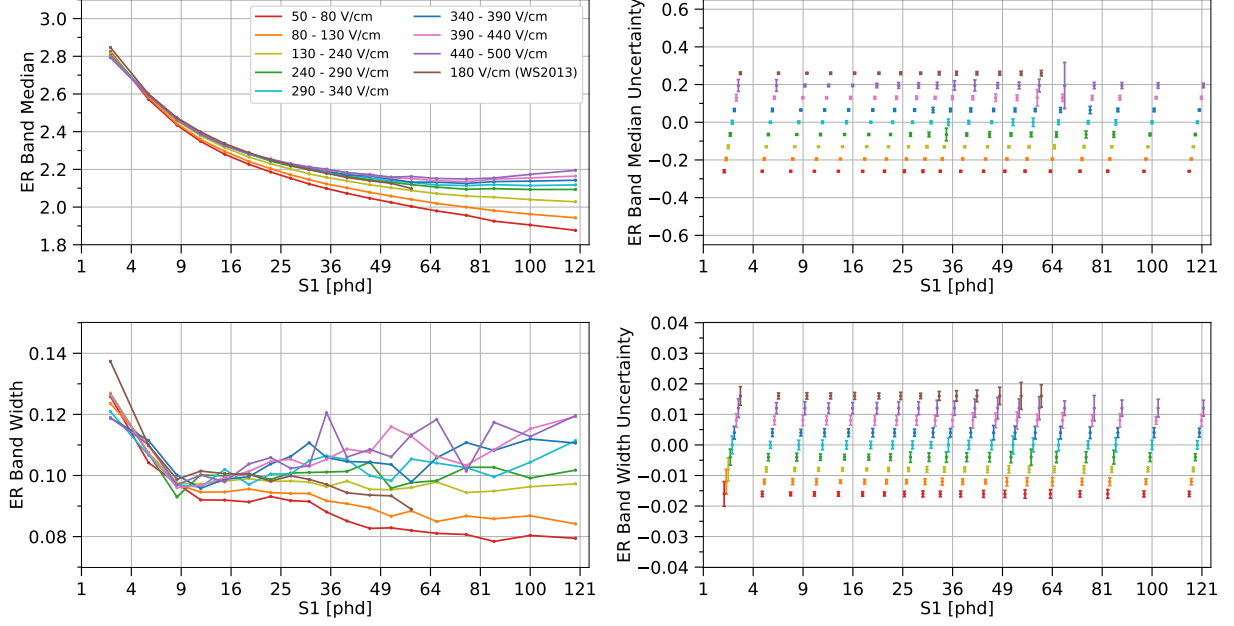 3.0
2.8
2.6
2.4
2.2
2.0
1.8
ER Band Median
50 - 80 V/cm
80 - 130 V/cm
130 - 240 V/cm
240 - 290 V/cm
290 - 340 V/cm
340 - 390 V/cm
390 - 440 V/cm
440 - 500 V/cm
180 V/cm (WS2013)
1 4 9 16 25 36 49 64 81 100 121
S1 [phd]
0.6
0.4
0.2
0.0
−0.2
−0.4
−0.6
ER Band Median Uncertainty
1 4 9 16 25 36 49 64 81 100 121
S1 [phd]
0.14
0.12
0.10
0.08
ER Band Width
1 4 9 16 25 36 49 64 81 100 121
S1 [phd]
0.04
0.03
0.02
0.01
0.00
−0.01
−0.02
−0.03
−0.04
ER Band Width Uncertainty
1 4 9 16 25 36 49 64 81 100 121
S1 [phd]